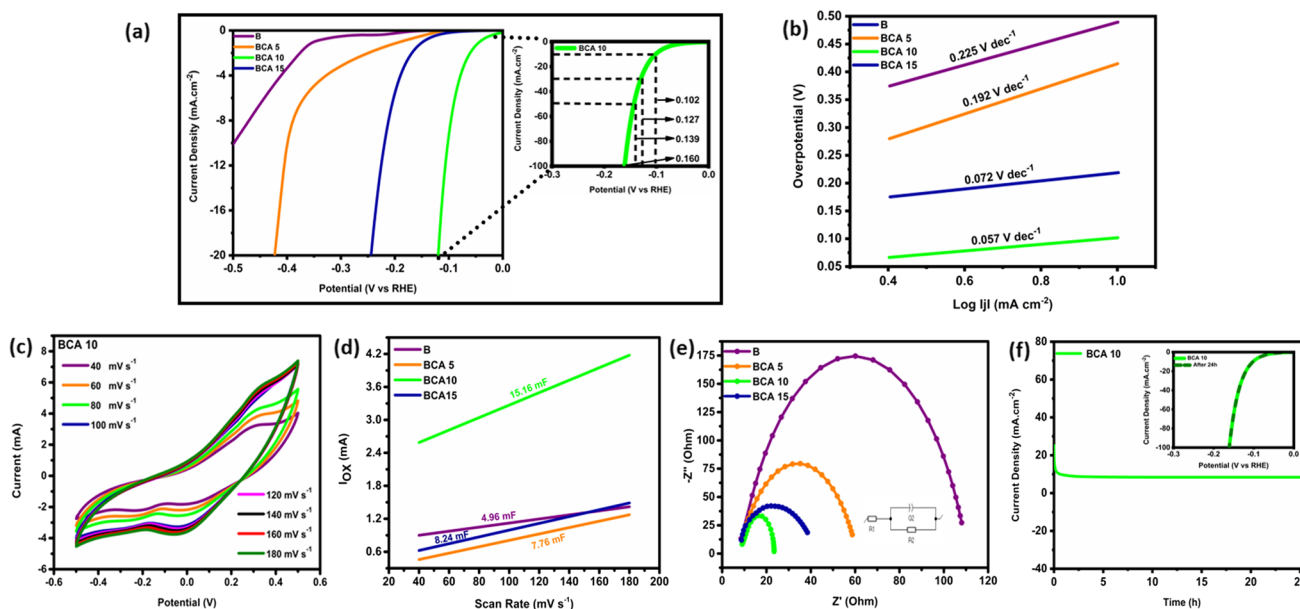 (a)
B
BCA 5
BCA 10
BCA 15
Current Density (mA.cm⁻²)
0
-4
-8
-12
-16
-20
-0.5
-0.4
-0.3
-0.2
-0.1
0.0
Potential (V vs RHE)
BCA 10
Current Density (mA.cm⁻²)
0
-20
-40
-60
-80
-100
0.102
0.127
0.139
0.160
-0.3
-0.2
-0.1
0.0
Potential (V vs RHE)
(b)
B
BCA 5
BCA 10
BCA 15
Overpotential (V)
0.50
0.45
0.40
0.35
0.30
0.25
0.20
0.15
0.10
0.05
0.225 V dec⁻¹
0.192 V dec⁻¹
0.072 V dec⁻¹
0.057 V dec⁻¹
0.4
0.6
0.8
1.0
Log IjI (mA cm⁻²)
(c)
BCA 10
40 mV s⁻¹
60 mV s⁻¹
80 mV s⁻¹
100 mV s⁻¹
120 mV s⁻¹
140 mV s⁻¹
160 mV s⁻¹
180 mV s⁻¹
Current (mA)
8
6
4
2
0
-2
-4
-6
-0.6
-0.4
-0.2
0.0
0.2
0.4
0.6
Potential (V)
(d)
B
BCA 5
BCA10
BCA15
IOX (mA)
4.2
3.6
3.0
2.4
1.8
1.2
0.6
15.16 mF
4.96 mF
8.24 mF
7.76 mF
20
40
60
80
100
120
140
160
180
200
Scan Rate (mV s⁻¹)
(e)
B
BCA 5
BCA 10
BCA 15
-Z'' (Ohm)
175
150
125
100
75
50
25
0
R1
Q2
R2
0
20
40
60
80
100
120
Z' (Ohm)
(f)
BCA 10
Current Density (mA.cm⁻²)
80
60
40
20
0
-20
-40
0
5
10
15
20
25
Time (h)
BCA 10
After 24h
Current Density (mA.cm⁻²)
0
-20
-40
-60
-80
-100
-0.3
-0.2
-0.1
0.0
Potential (V vs RHE)